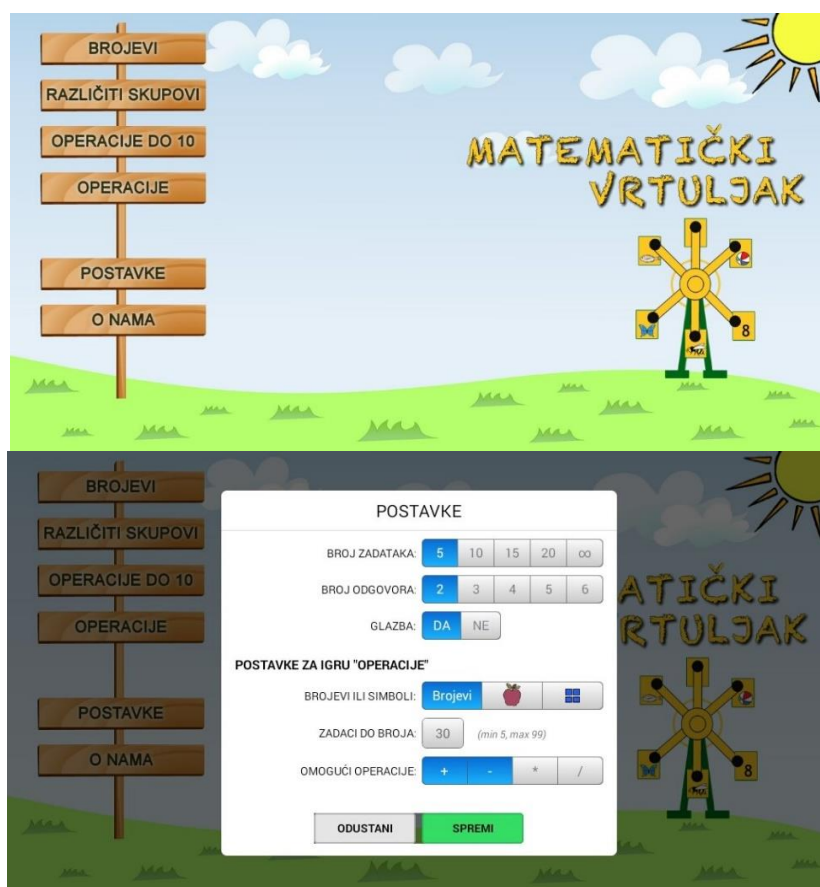 BROJEVI
RAZLIČITI SKUPOVI
OPERACIJE DO 10
OPERACIJE
POSTAVKE
O NAMA
MATEMATIČKI
VRTULJAK
8
BROJEVI
RAZLIČITI SKUPOVI
OPERACIJE DO 10
OPERACIJE
POSTAVKE
O NAMA
ATIČKI
RTULJAK
8
POSTAVKE
BROJ ZADATAKA: 5 10 15 20 ∞
BROJ ODGOVORA: 2 3 4 5 6
GLAZBA: DA NE
POSTAVKE ZA IGRU "OPERACIJE"
BROJEVI ILI SIMBOLI: Brojevi
ZADACI DO BROJA: 30 (min 5, max 99)
OMOGUĆI OPERACIJE: + - * /
ODUSTANI SPREMI